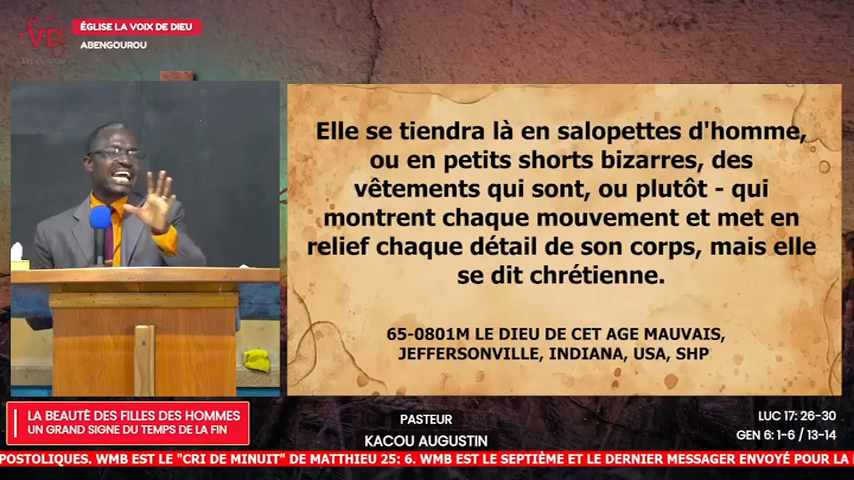 VD
ÉGLISE LA VOIX DE DIEU
ABENGOUROU
Elle se tiendra là en salopettes d'homme,
ou en petits shorts bizarres, des
vêtements qui sont, ou plutôt - qui
montrent chaque mouvement et met en
relief chaque détail de son corps, mais elle
se dit chrétienne.
65-0801M LE DIEU DE CET AGE MAUVAIS,
JEFFERSONVILLE, INDIANA, USA, SHP
LA BEAUTÉ DES FILLES DES HOMMES
UN GRAND SIGNE DU TEMPS DE LA FIN
PASTEUR
KACOU AUGUSTIN
LUC 17: 26-30
GEN 6: 1-6 / 13-14
POSTOLIQUES. WMB EST LE "CRI DE MINUIT" DE MATTHIEU 25: 6. WMB EST LE SEPTIÈME ET LE DERNIER MESSAGER ENVOYÉ POUR LA